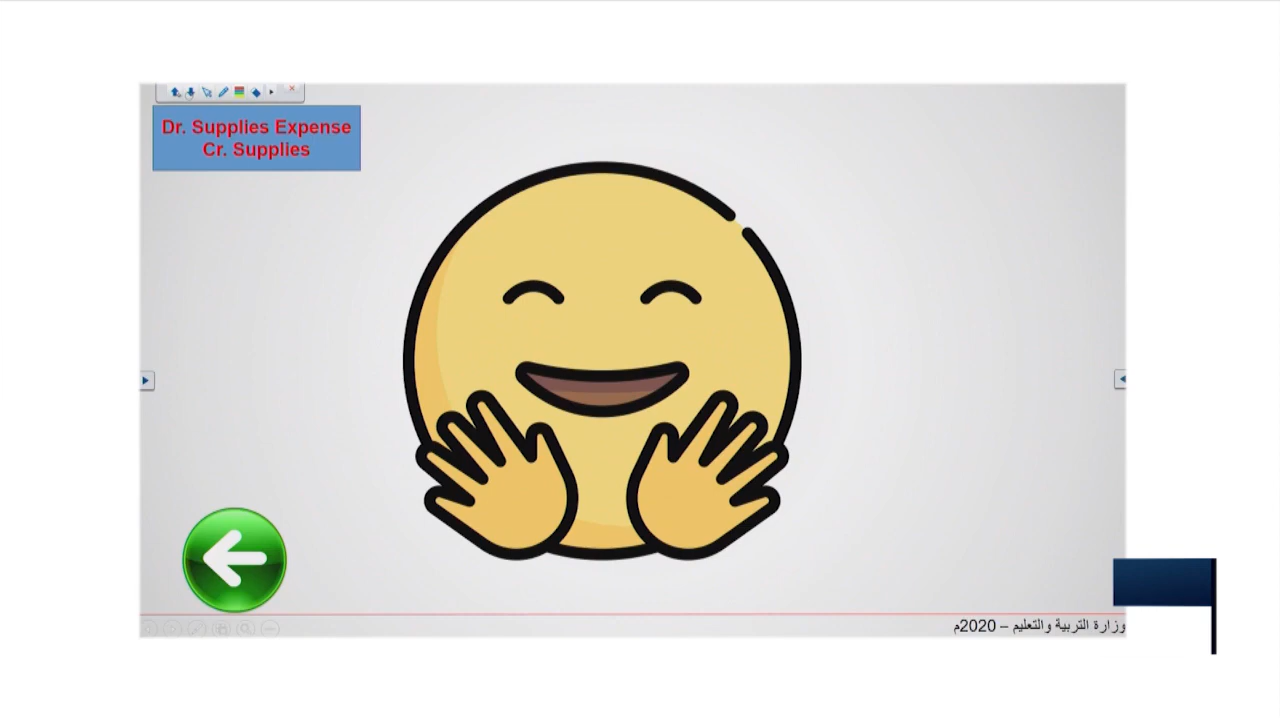 Dr. Supplies Expense
Cr. Supplies
وزارة التربية والتعليم – 2020م